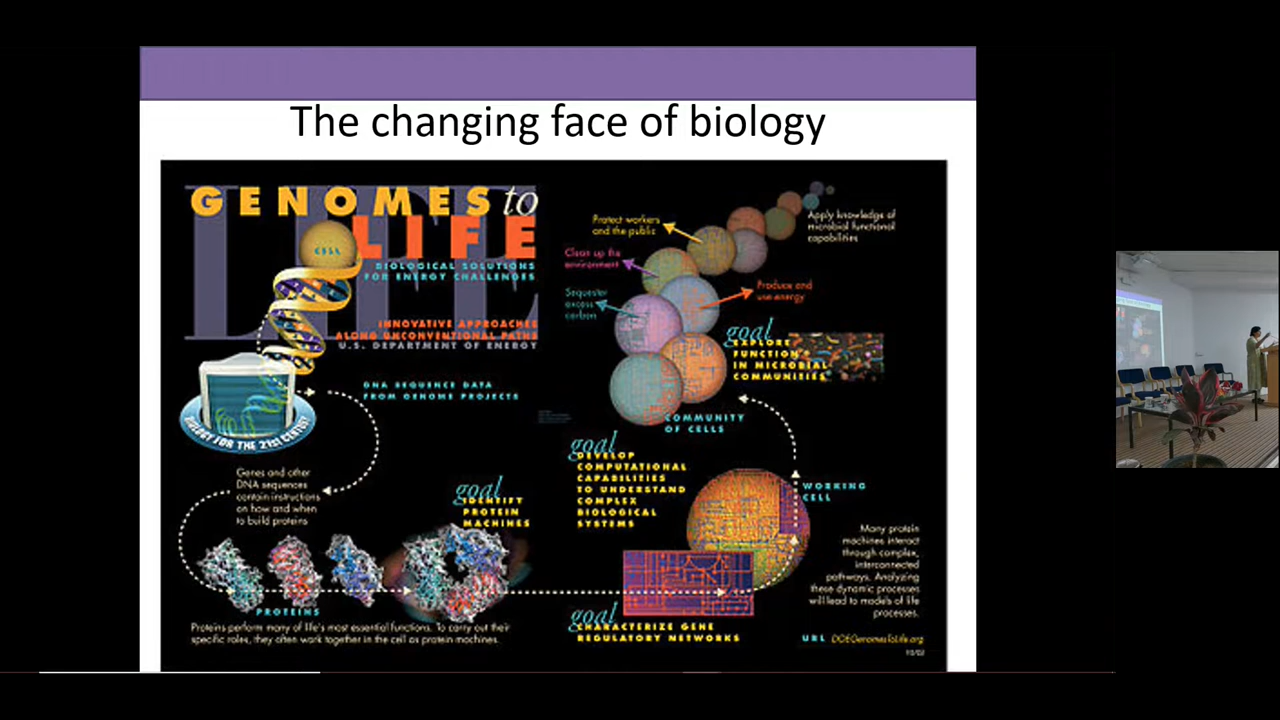 The changing face of biology
GENOMES to
LIFE
CELL
BIOLOGICAL SOLUTIONS
FOR ENERGY CHALLENGES
INNOVATIVE APPROACHES
ALONG UNCONVENTIONAL PATHS
U.S. DEPARTMENT OF ENERGY
DNA SEQUENCE DATA
FROM GENOME PROJECTS
BIOLOGY FOR THE 21ST CENTURY
Genes and other
DNA sequences
contain instructions
on how and when
to build proteins
goal
IDENTIFY
PROTEIN
MACHINES
PROTEINS
Proteins perform many of life's most essential functions. To carry out their
specific roles, they often work together in the cell as protein machines.
Protect workers
and the public
Clean up the
environment
Sequester
excess
carbon
Apply knowledge of
microbial functional
capabilities
Produce and
use energy
goal
EXPLORE
FUNCTION
IN MICROBIAL
COMMUNITIES
COMMUNITY
OF CELLS
goal
DEVELOP
COMPUTATIONAL
CAPABILITIES
TO UNDERSTAND
COMPLEX
BIOLOGICAL
SYSTEMS
WORKING
CELL
Many protein
machines interact
through complex,
interconnected
pathways. Analyzing
these dynamic processes
will lead to models of life
processes.
goal
CHARACTERIZE GENE
REGULATORY NETWORKS
URL DOEGenomesToLife.org